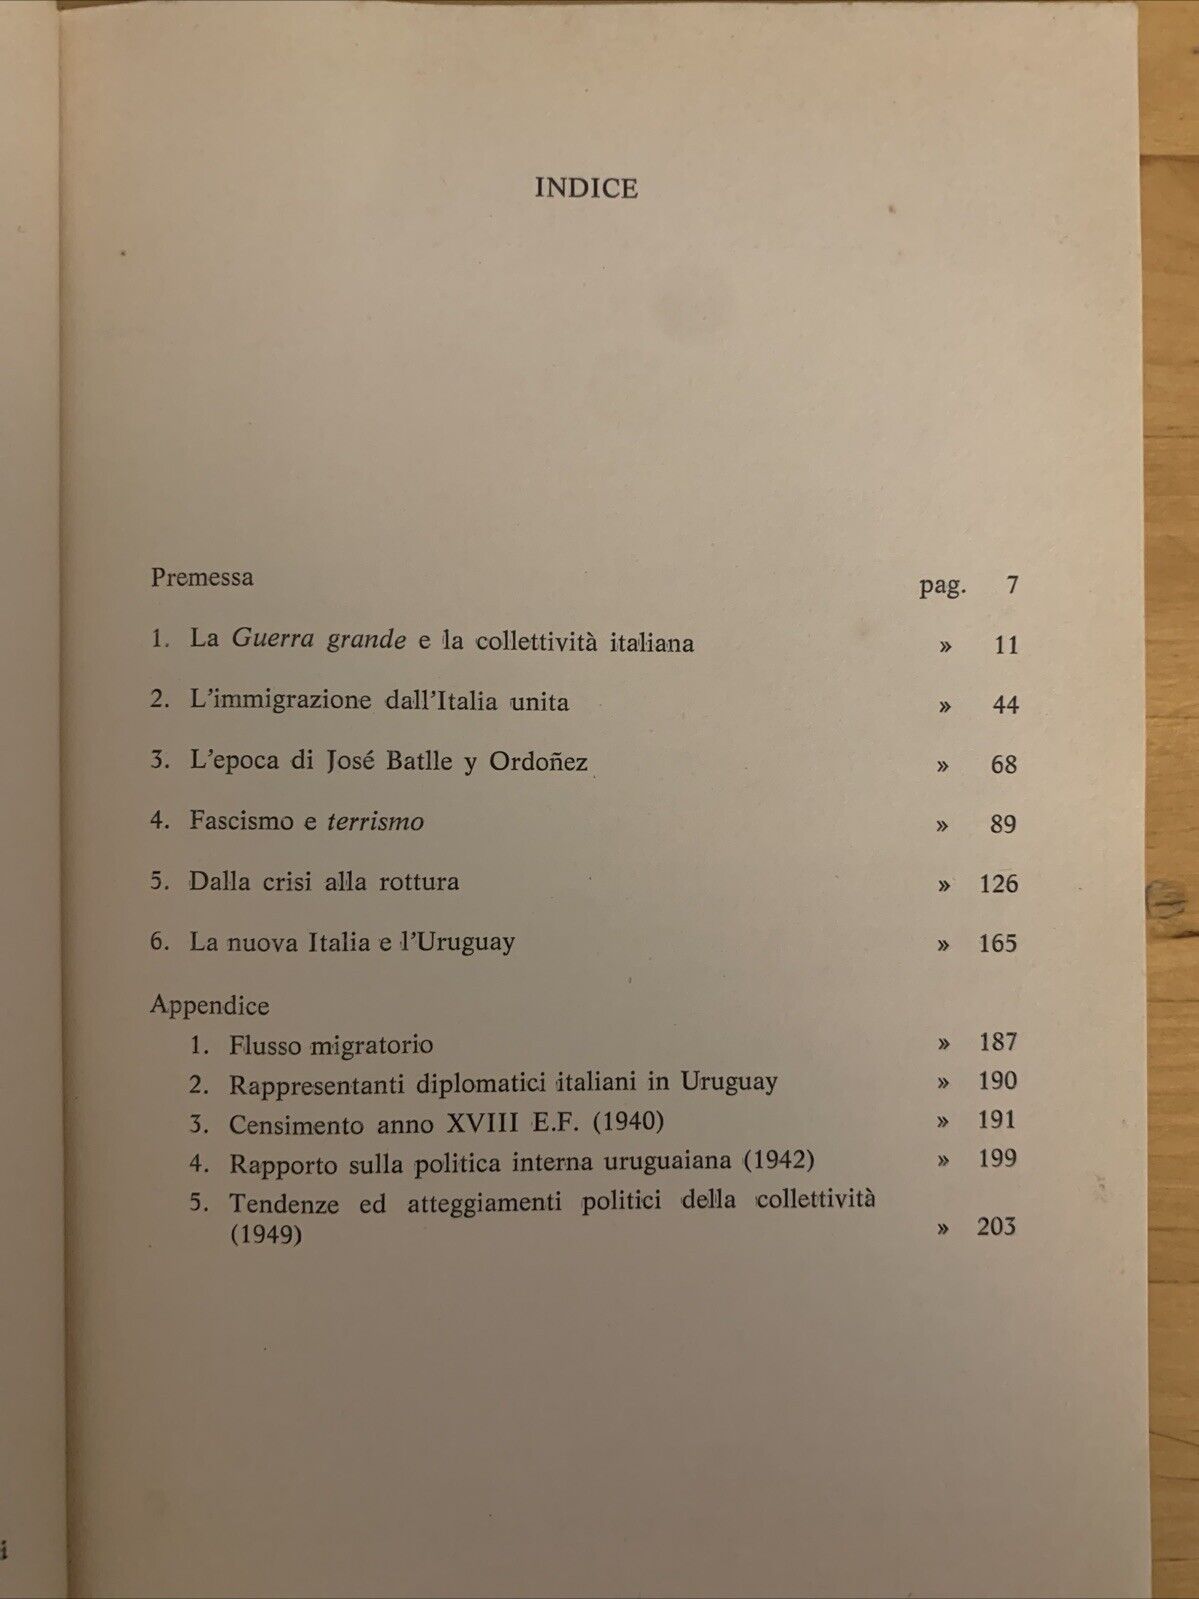 INDICE
Premessa pag. 7
1. La Guerra grande e la collettività italiana » 11
2. L'immigrazione dall'Italia unita » 44
3. L'epoca di José Batlle y Ordoñez » 68
4. Fascismo e terrismo » 89
5. Dalla crisi alla rottura » 126
6. La nuova Italia e l'Uruguay » 165
Appendice
1. Flusso migratorio » 187
2. Rappresentanti diplomatici italiani in Uruguay » 190
3. Censimento anno XVIII E.F. (1940) » 191
4. Rapporto sulla politica interna uruguaiana (1942) » 199
5. Tendenze ed atteggiamenti politici della collettività
(1949) » 203